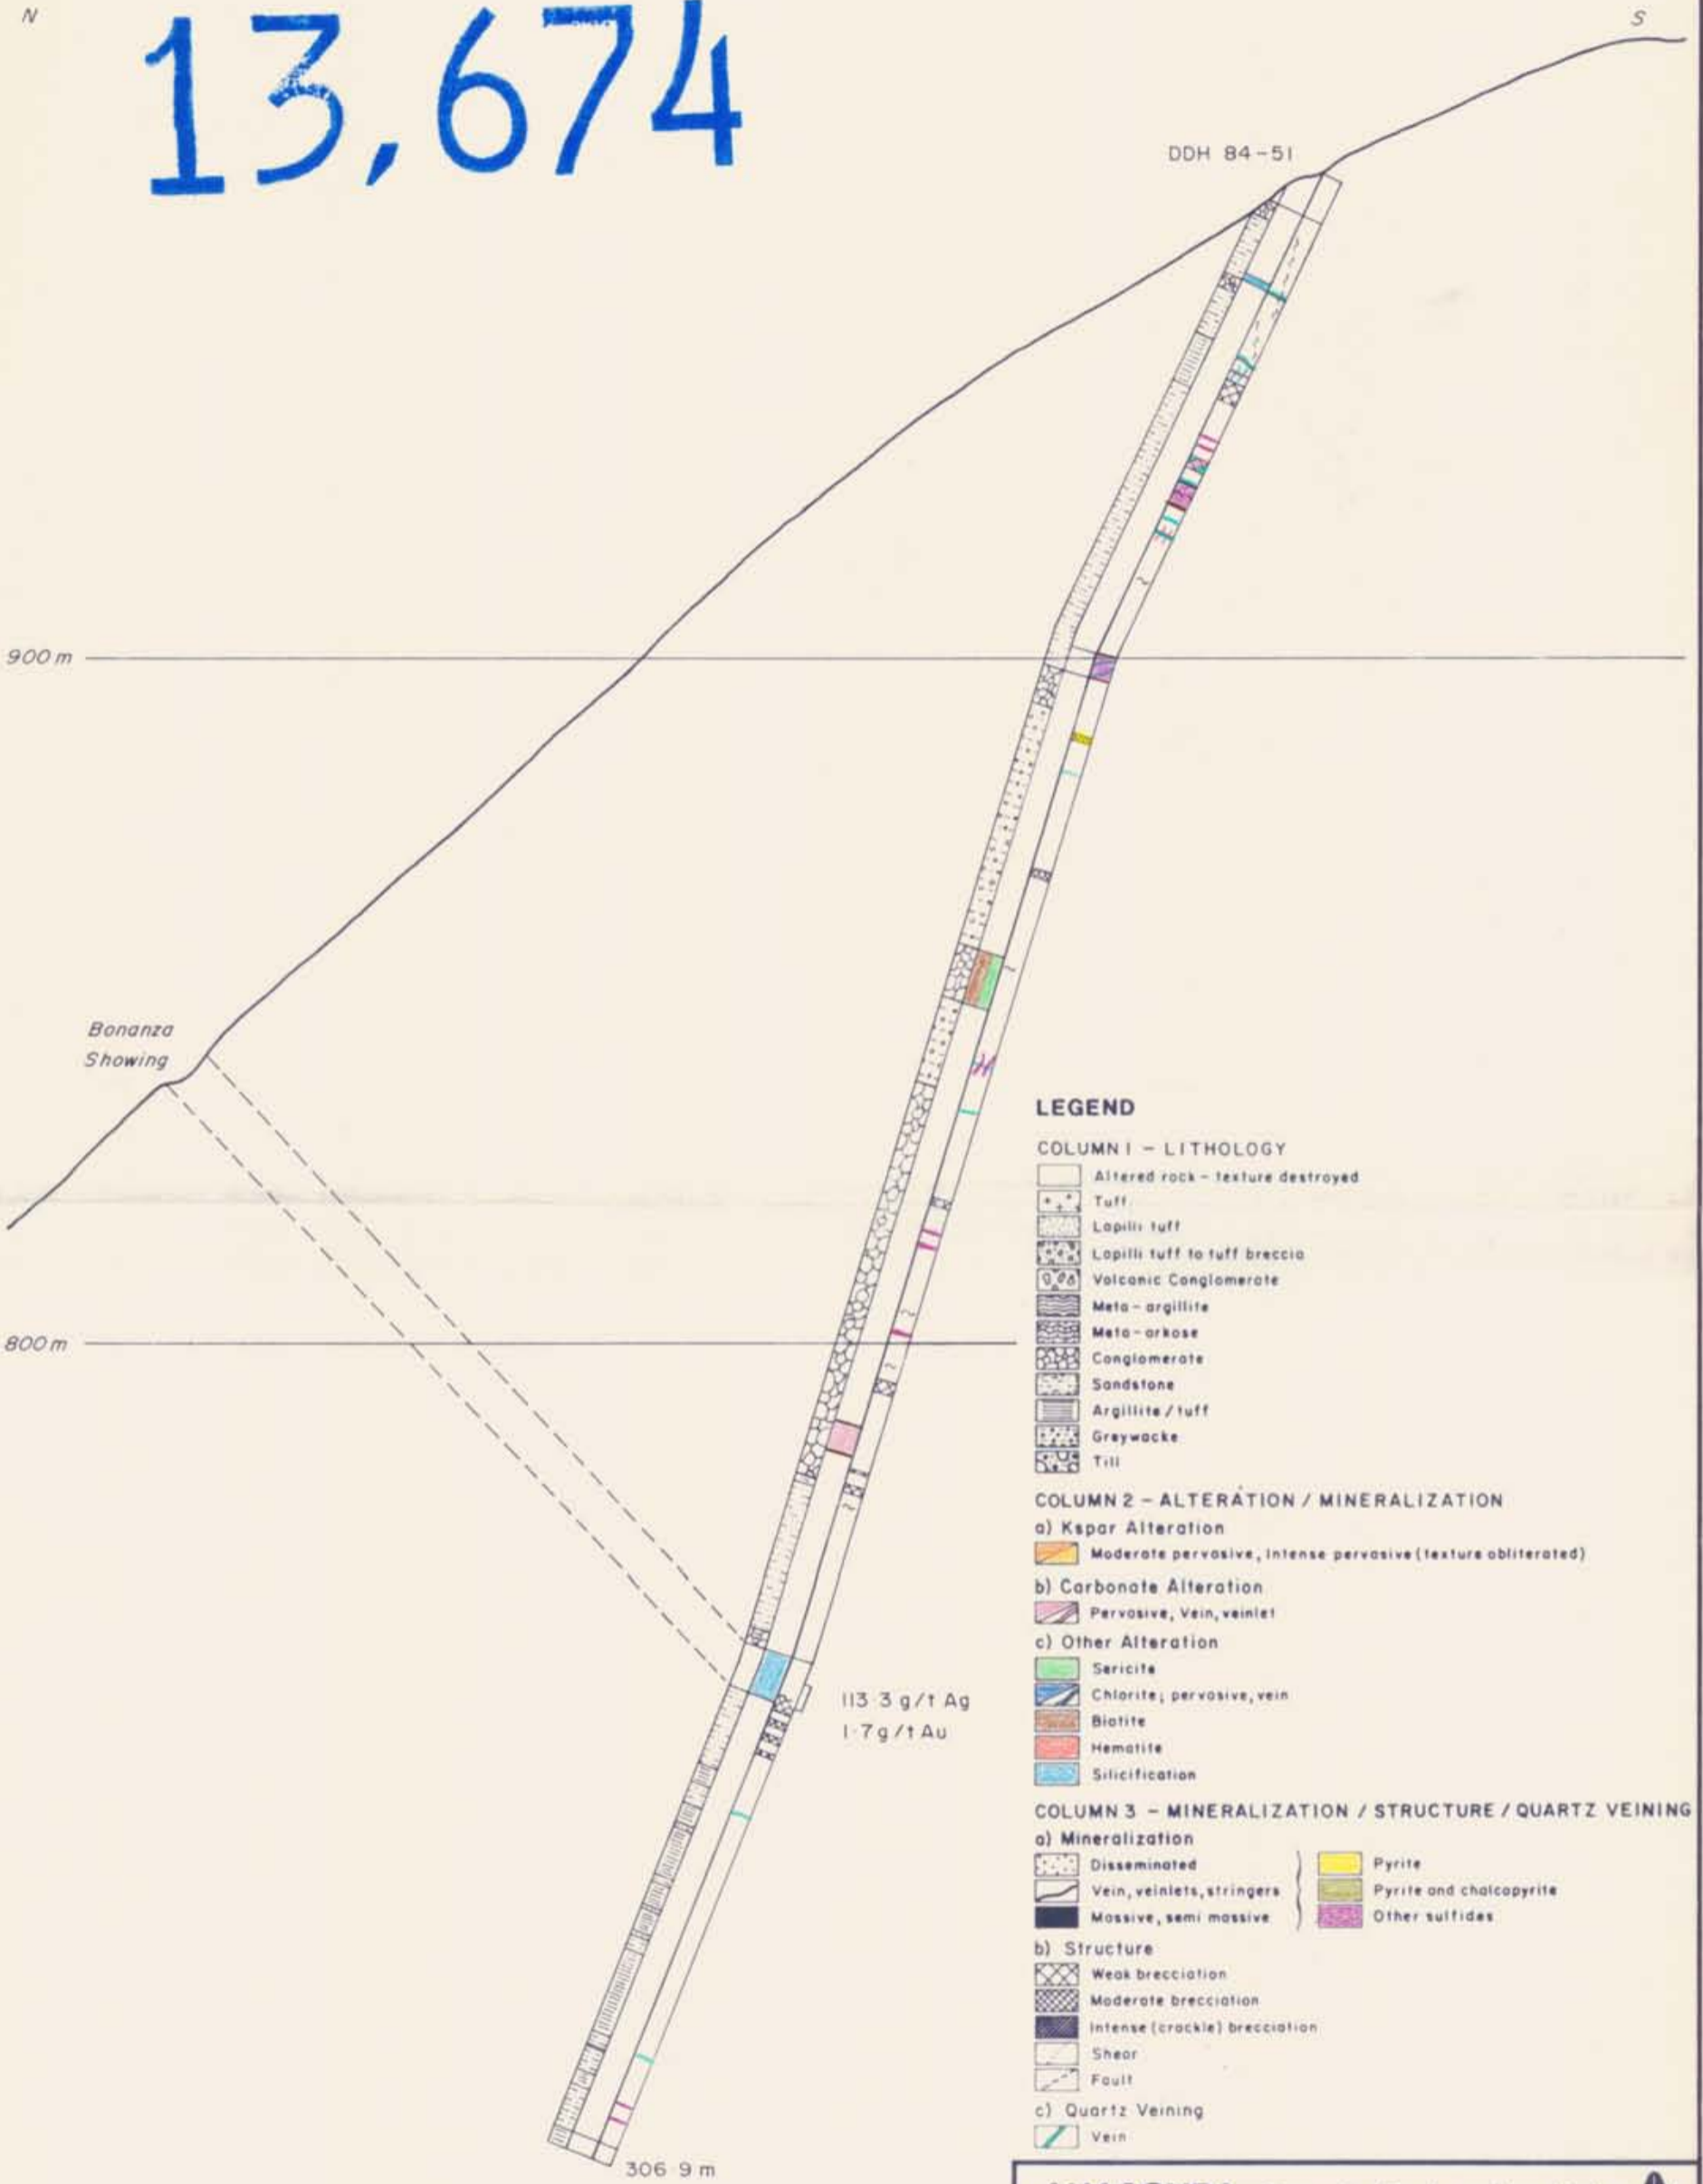 N
S
13,674
DDH 84-51
900 m
Bonanza
Showing
800 m
113·3 g/t Ag
1·7 g/t Au
306·9 m
LEGEND
COLUMN 1 - LITHOLOGY
Altered rock - texture destroyed
Tuff
Lapilli tuff
Lapilli tuff to tuff breccia
Volcanic Conglomerate
Meta-argillite
Meta-arkose
Conglomerate
Sandstone
Argillite/tuff
Greywacke
Till
COLUMN 2 - ALTERATION / MINERALIZATION
a) Kspar Alteration
Moderate pervasive, Intense pervasive (texture obliterated)
b) Carbonate Alteration
Pervasive, Vein, veinlet
c) Other Alteration
Sericite
Chlorite; pervasive, vein
Biotite
Hematite
Silicification
COLUMN 3 - MINERALIZATION / STRUCTURE / QUARTZ VEINING
a) Mineralization
Disseminated
Pyrite
Vein, veinlets, stringers
Pyrite and chalcopyrite
Massive, semi massive
Other sulfides
b) Structure
Weak brecciation
Moderate brecciation
Intense (crackle) brecciation
Shear
Fault
c) Quartz Veining
Vein